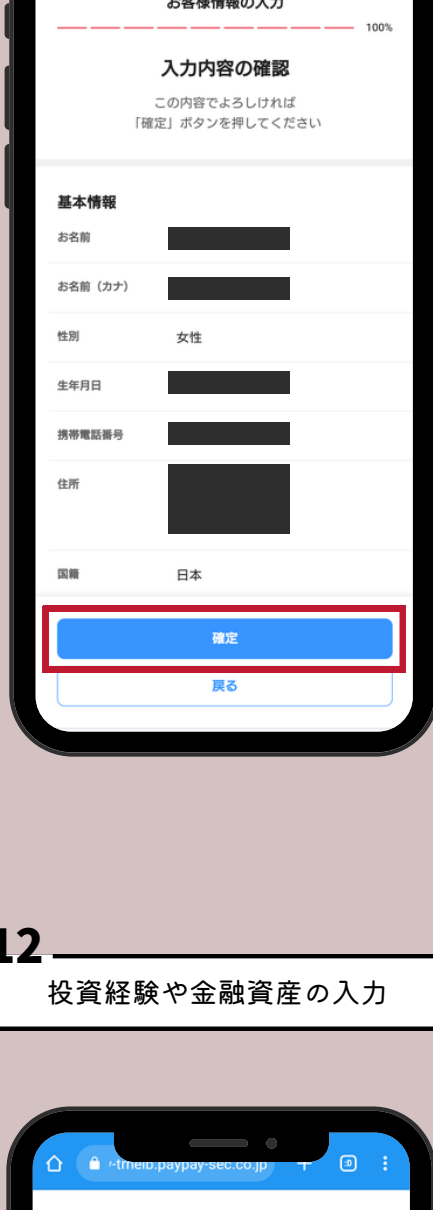 お客様情報の入力
100%
入力内容の確認
この内容でよろしければ
「確定」ボタンを押してください
基本情報
お名前
お名前（カナ）
性別 女性
生年月日
携帯電話番号
住所
国籍 日本
確定
戻る
12
投資経験や金融資産の入力
paypay-sec.co.jp
:D